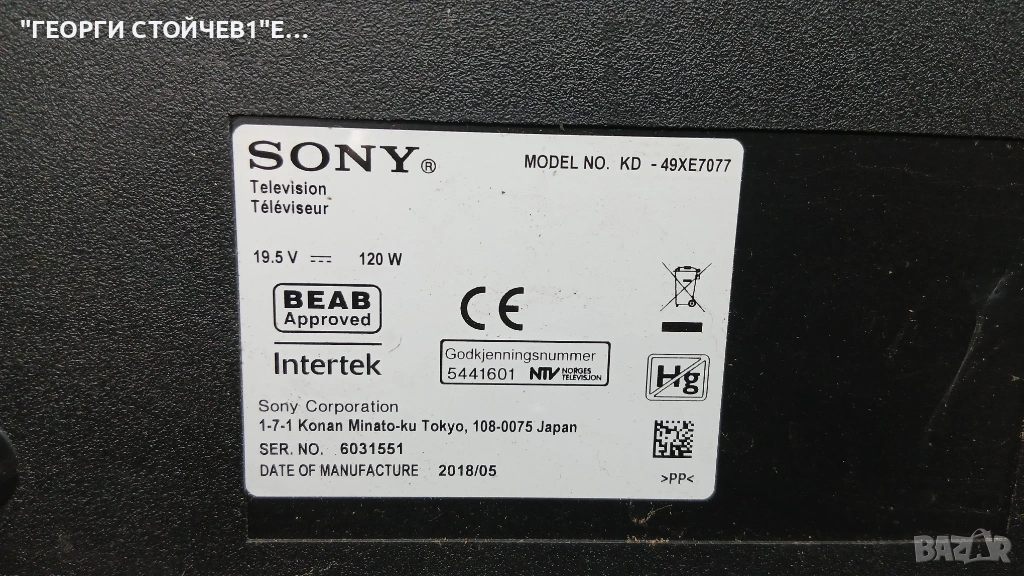 "ГЕОРГИ СТОЙЧЕВ1"Е...
SONY®
MODEL NO. KD - 49XE7077
Television
Téléviseur
19.5 V ⎓ 120 W
BEAB
Approved
Intertek
CE
Godkjenningsnummer
5441601 NTV NORGES TELEVISJON
Hg
Sony Corporation
1-7-1 Konan Minato-ku Tokyo, 108-0075 Japan
SER. NO. 6031551
DATE OF MANUFACTURE 2018/05
>PP<
BAZAR